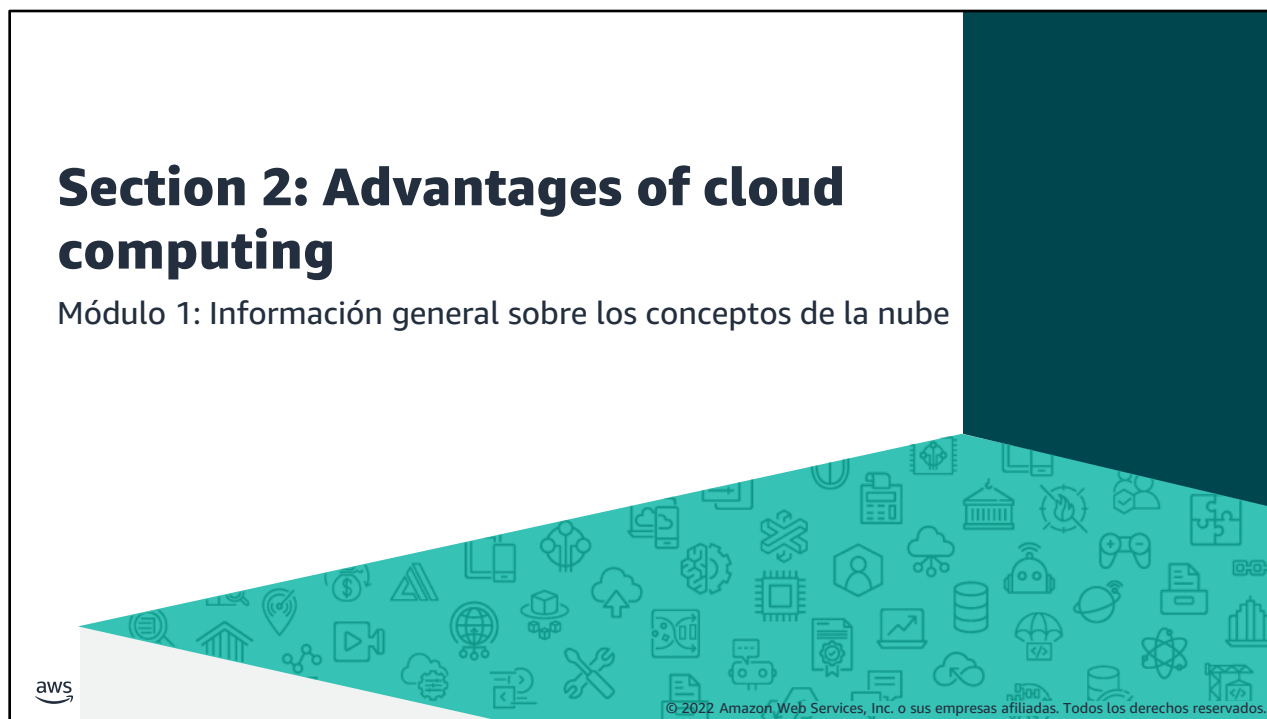 Section 2: Advantages of cloud
computing
Módulo 1: Información general sobre los conceptos de la nube
aws
© 2022 Amazon Web Services, Inc. o sus empresas afiliadas. Todos los derechos reservados.